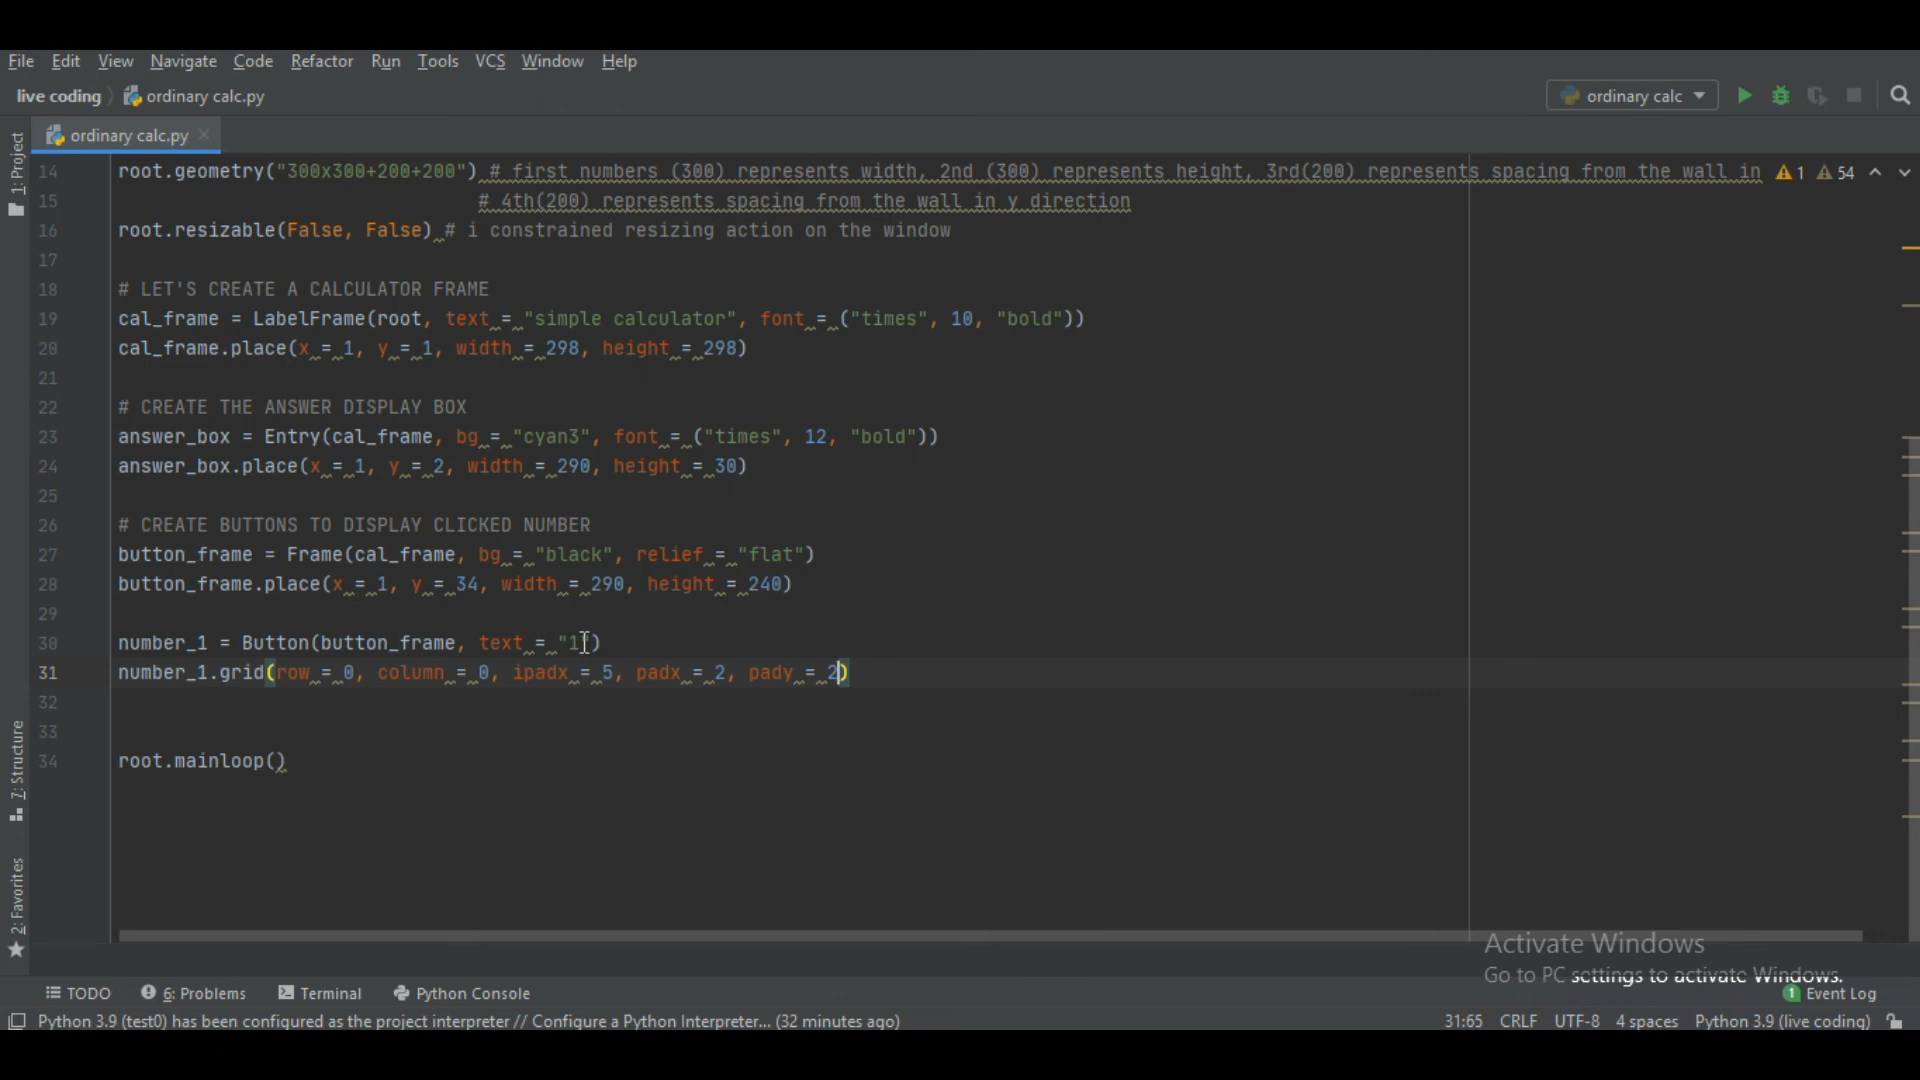 File Edit View Navigate Code Refactor Run Tools VCS Window Help
live coding ordinary calc.py ordinary calc
ordinary calc.py
1: Project
14 root.geometry("300x300+200+200") # first numbers (300) represents width, 2nd (300) represents height, 3rd(200) represents spacing from the wall in 1 54
15 # 4th(200) represents spacing from the wall in y direction
16 root.resizable(False, False) # i constrained resizing action on the window
17
18 # LET'S CREATE A CALCULATOR FRAME
19 cal_frame = LabelFrame(root, text = "simple calculator", font = ("times", 10, "bold"))
20 cal_frame.place(x = 1, y = 1, width = 298, height = 298)
21
22 # CREATE THE ANSWER DISPLAY BOX
23 answer_box = Entry(cal_frame, bg = "cyan3", font = ("times", 12, "bold"))
24 answer_box.place(x = 1, y = 2, width = 290, height = 30)
25
26 # CREATE BUTTONS TO DISPLAY CLICKED NUMBER
27 button_frame = Frame(cal_frame, bg = "black", relief = "flat")
28 button_frame.place(x = 1, y = 34, width = 290, height = 240)
29
30 number_1 = Button(button_frame, text = "1")
31 number_1.grid(row = 0, column = 0, ipadx = 5, padx = 2, pady = 2)
32
33
34 root.mainloop()
7: Structure
2: Favorites
Activate Windows
Go to PC settings to activate Windows.
TODO 6: Problems Terminal Python Console 1 Event Log
Python 3.9 (test0) has been configured as the project interpreter // Configure a Python Interpreter... (32 minutes ago) 31:65 CRLF UTF-8 4 spaces Python 3.9 (live coding)